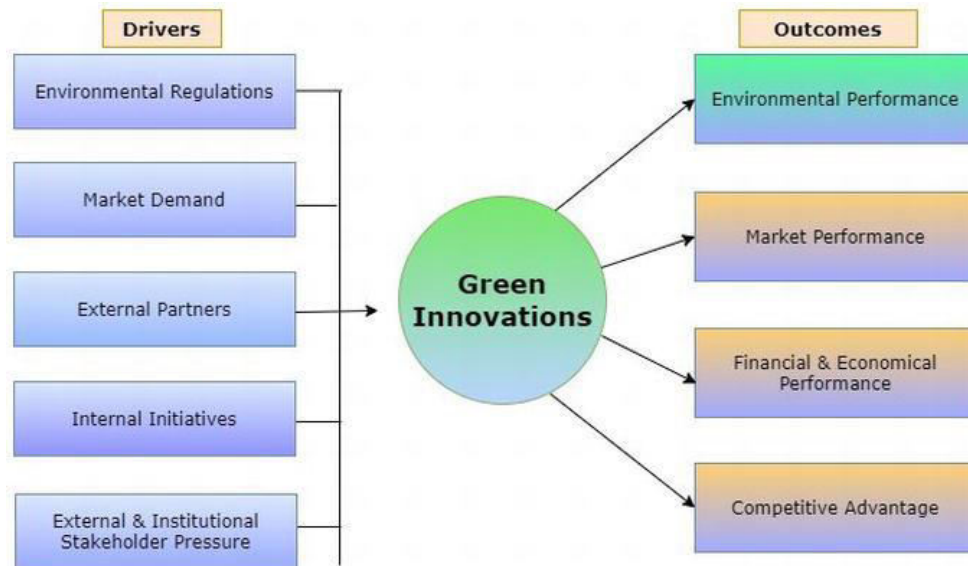 Drivers
Environmental Regulations
Market Demand
External Partners
Internal Initiatives
External & Institutional
Stakeholder Pressure
Green
Innovations
Outcomes
Environmental Performance
Market Performance
Financial & Economical
Performance
Competitive Advantage